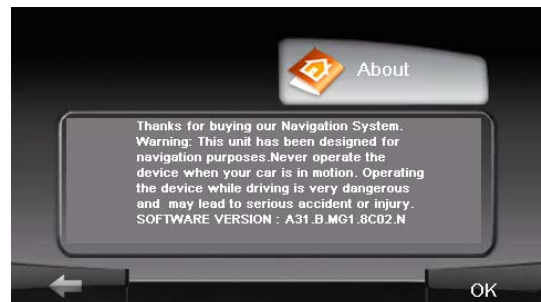 About
Thanks for buying our Navigation System.
Warning: This unit has been designed for
navigation purposes.Never operate the
device when your car is in motion. Operating
the device while driving is very dangerous
and may lead to serious accident or injury.
SOFTWARE VERSION : A31.B.MG1.8C02.N
OK